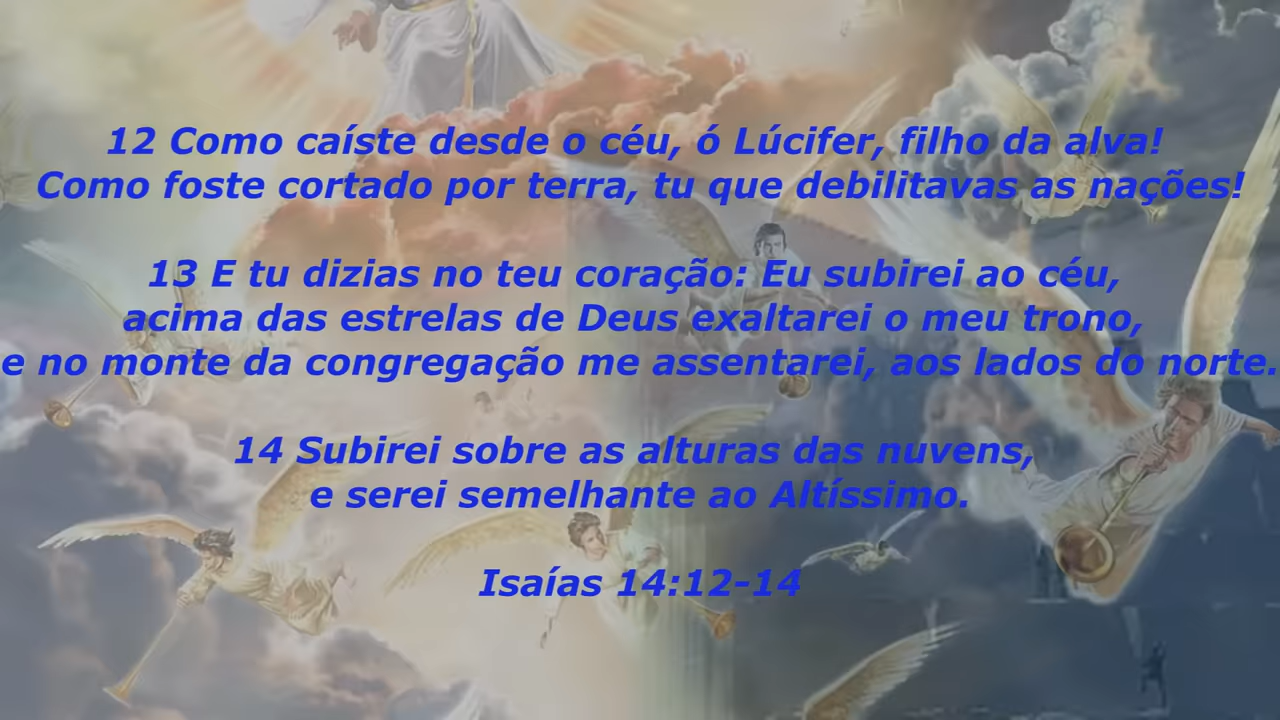 12 Como caíste desde o céu, ó Lúcifer, filho da alva!
Como foste cortado por terra, tu que debilitavas as nações!
13 E tu dizias no teu coração: Eu subirei ao céu,
acima das estrelas de Deus exaltarei o meu trono,
e no monte da congregação me assentarei, aos lados do norte.
14 Subirei sobre as alturas das nuvens,
e serei semelhante ao Altíssimo.
Isaías 14:12-14